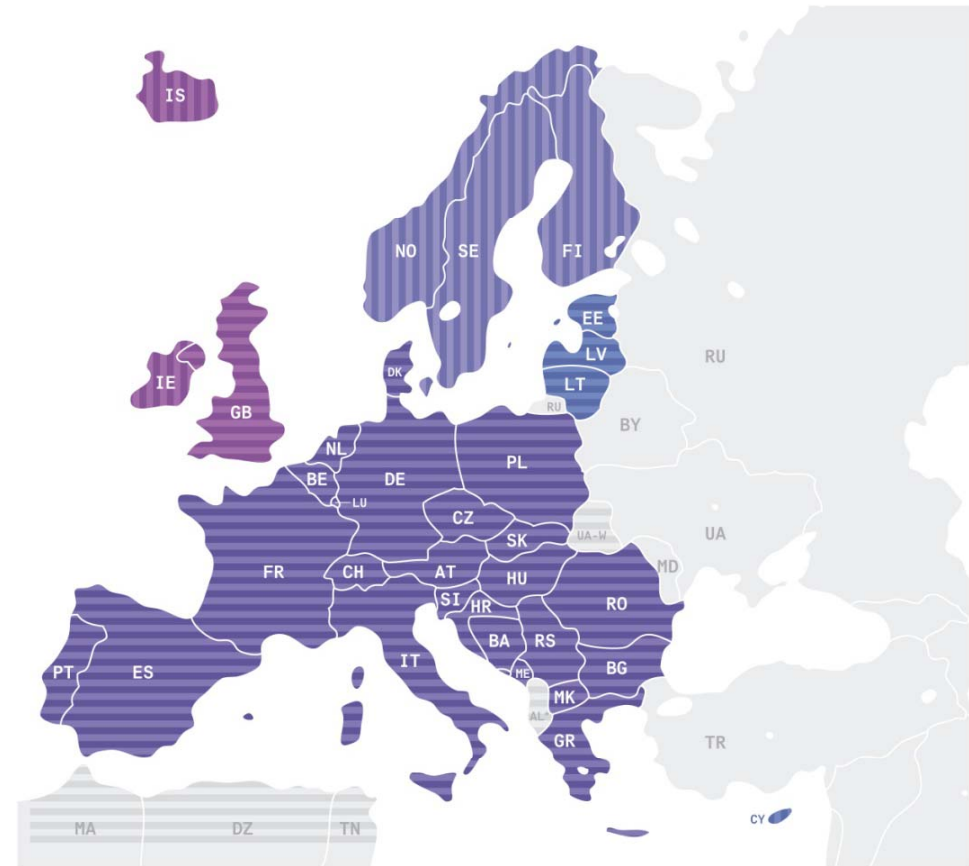 IS
NO
SE
FI
EE
LV
LT
RU
RU
BY
DK
IE
GB
NL
BE
LU
DE
PL
CZ
SK
UA-W
UA
MD
FR
CH
AT
HU
RO
SI
HR
BA
RS
IT
ME
BG
MK
AL*
GR
PT
ES
TR
CY
MA
DZ
TN